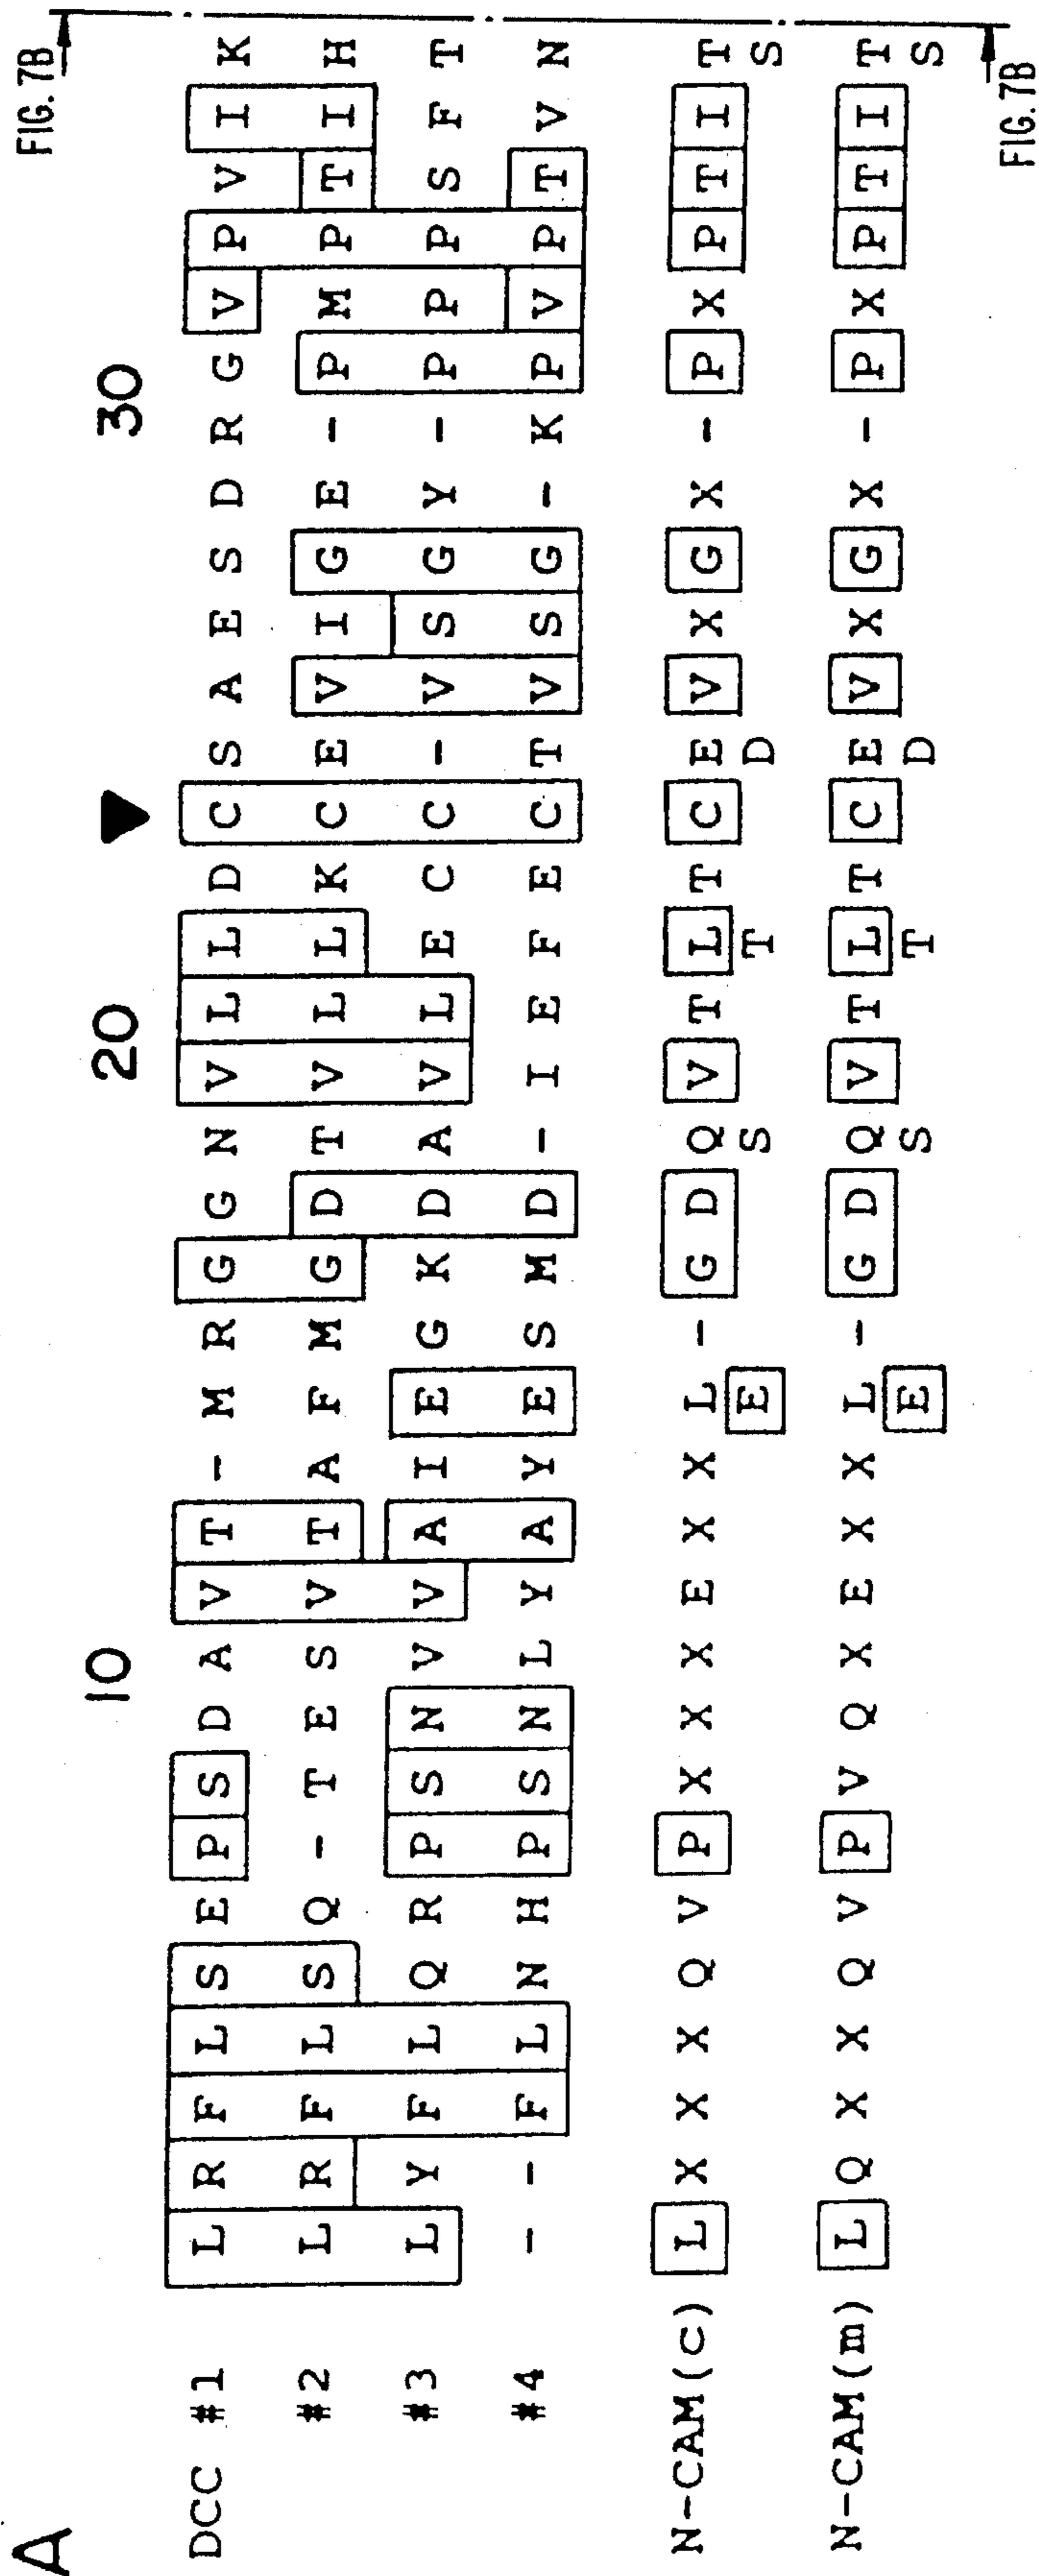 A
FIG. 7B
10 20 ▼ 30
DCC #1 L R F L S E P S D A V T - M R G G N V L L D C S A E S D R G V P V I K
#2 L R F L S Q - T E S V T A F M G D T V L L K C E V I G E - P M P T I H
#3 L Y F L Q R P S N V V A I E G K D A V L E C C - V S G Y - P P P S F T
#4 - - F L N H P S N L Y A Y E S M D - I E F E C T V S G - K P V P T V N
N-CAM(c) L X X X Q V P X X X E X X L - G D Q V T L T C E V X G X - P X P T I T
E S T D S
N-CAM(m) L Q X X Q V P V Q X E X X L - G D Q V T L T C E V X G X - P X P T I T
E S T D S
FIG. 7B